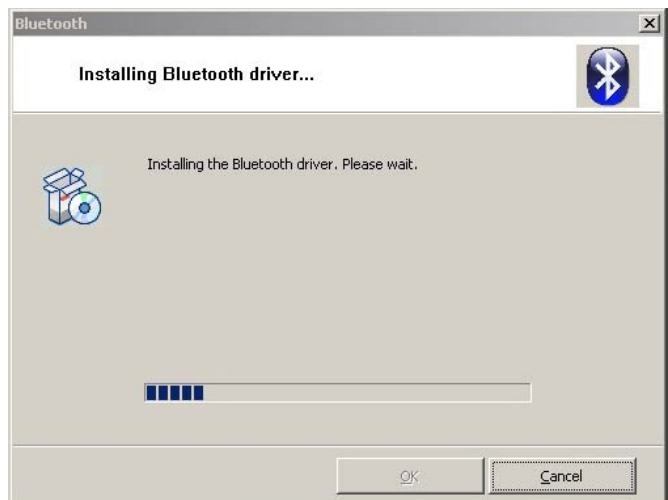 Bluetooth
Installing Bluetooth driver...
Installing the Bluetooth driver. Please wait.
OK
Cancel